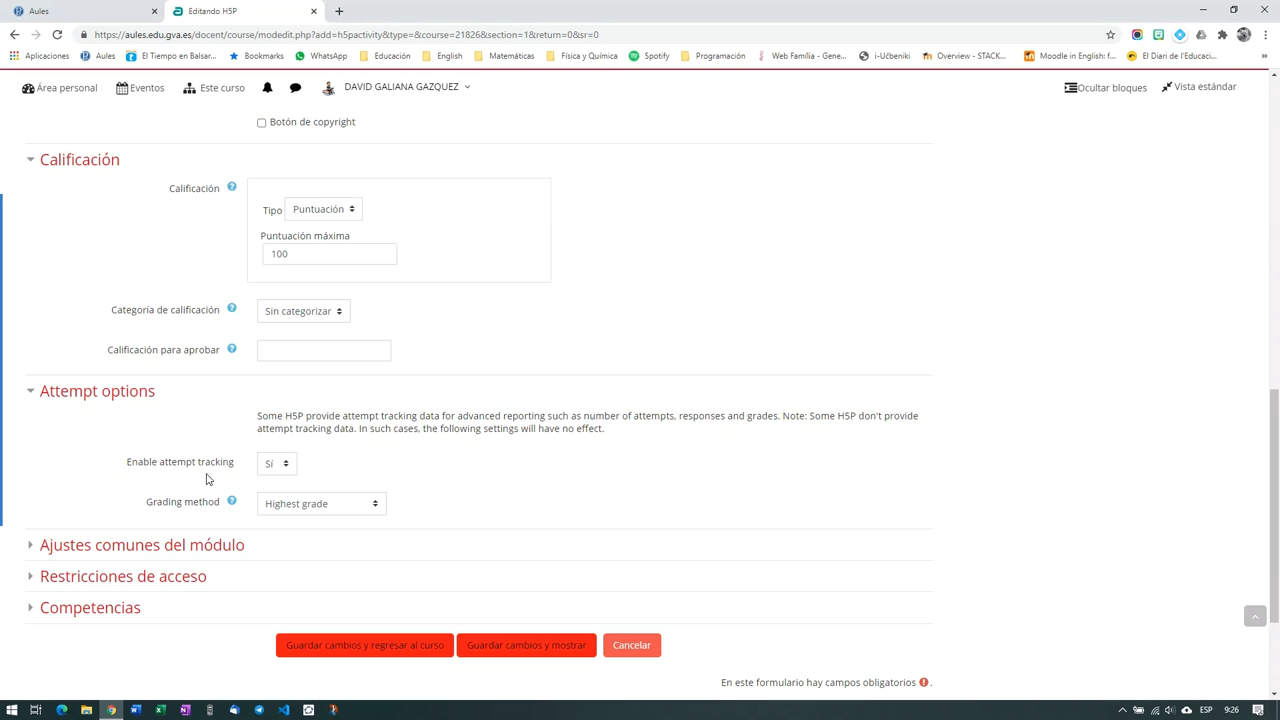 Aules
Editando H5P
https://aules.edu.gva.es/docent/course/modedit.php?add=h5pactivity&type=&course=21826&section=1&return=0&sr=0
Aplicaciones
Aules
El Tiempo en Balsar...
Bookmarks
WhatsApp
Educación
English
Matemáticas
Física y Química
Spotify
Programación
Web Família - Gene...
i-Učbeniki
Overview - STACK...
Moodle in English: f...
El Diari de l'Educaci...
Área personal
Eventos
Este curso
DAVID GALIANA GAZQUEZ
Ocultar bloques
Vista estándar
Botón de copyright
Calificación
Calificación
Tipo Puntuación
Puntuación máxima
100
Categoría de calificación
Sin categorizar
Calificación para aprobar
Attempt options
Some H5P provide attempt tracking data for advanced reporting such as number of attempts, responses and grades. Note: Some H5P don't provide
attempt tracking data. In such cases, the following settings will have no effect.
Enable attempt tracking
Sí
Grading method
Highest grade
Ajustes comunes del módulo
Restricciones de acceso
Competencias
Guardar cambios y regresar al curso
Guardar cambios y mostrar
Cancelar
En este formulario hay campos obligatorios
.
ESP
9:26